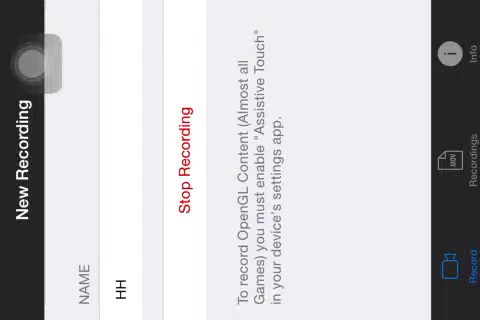 New Recording
NAME
HH
Stop Recording
To record OpenGL Content (Almost all
Games) you must enable "Assistive Touch"
in your device's settings app.
Record
MOV
Recordings
i
Info